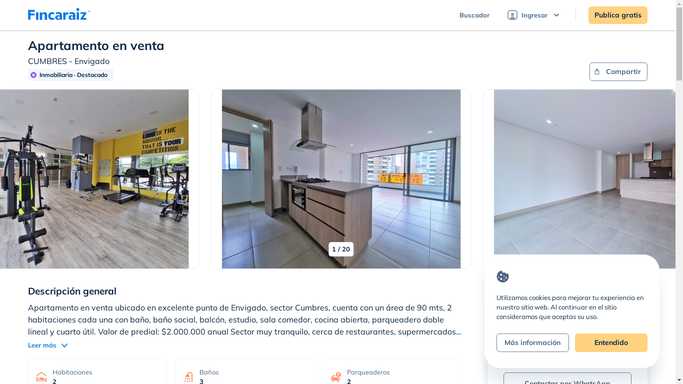 Fincaraiz
Buscador
Ingresar
Publica gratis
Apartamento en venta
CUMBRES - Envigado
Inmobiliaria · Destacado
Compartir
THAT IS YOUR
COMPETITION
1 / 20
Descripción general
Apartamento en venta ubicado en excelente punto de Envigado, sector Cumbres, cuenta con un área de 90 mts, 2
habitaciones cada una con baño, baño social, balcón, estudio, sala comedor, cocina abierta, parqueadero doble
lineal y cuarto útil. Valor de predial: $2.000.000 anual Sector muy tranquilo, cerca de restaurantes, supermercados...
Leer más
Habitaciones
2
Baños
3
Parqueaderos
2
Utilizamos cookies para mejorar tu experiencia en
nuestro sitio web. Al continuar en el sitio
consideramos que aceptas su uso.
Más información
Entendido
Contactar por WhatsApp